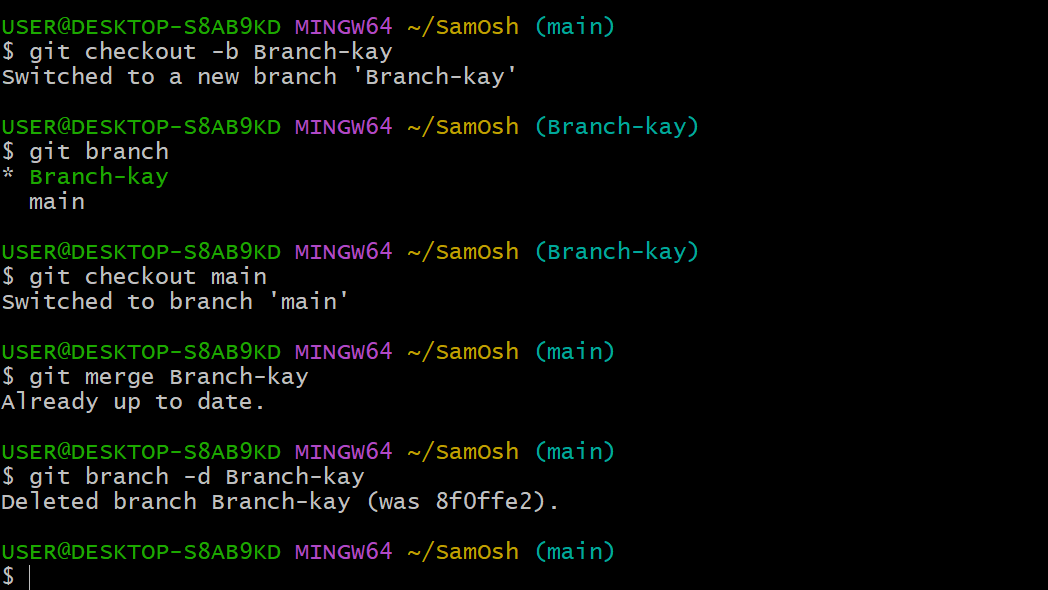 USER@DESKTOP-S8AB9KD MINGW64 ~/SamOsh (main)
$ git checkout -b Branch-kay
Switched to a new branch 'Branch-kay'
USER@DESKTOP-S8AB9KD MINGW64 ~/SamOsh (Branch-kay)
$ git branch
* Branch-kay
  main
USER@DESKTOP-S8AB9KD MINGW64 ~/SamOsh (Branch-kay)
$ git checkout main
Switched to branch 'main'
USER@DESKTOP-S8AB9KD MINGW64 ~/SamOsh (main)
$ git merge Branch-kay
Already up to date.
USER@DESKTOP-S8AB9KD MINGW64 ~/SamOsh (main)
$ git branch -d Branch-kay
Deleted branch Branch-kay (was 8f0ffe2).
USER@DESKTOP-S8AB9KD MINGW64 ~/SamOsh (main)
$